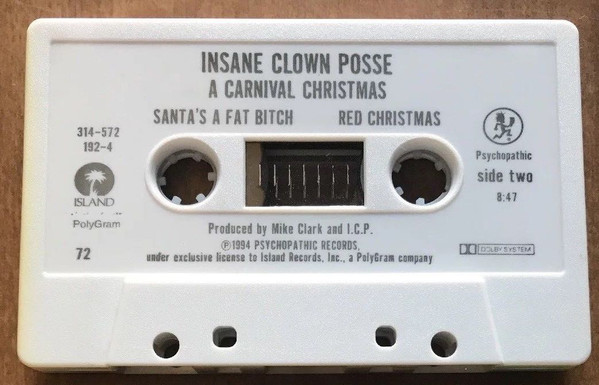 INSANE CLOWN POSSE
A CARNIVAL CHRISTMAS
SANTA'S A FAT BITCH RED CHRISTMAS
314-572
192-4
ISLAND
PolyGram
72
Psychopathic
side two
8:47
Produced by Mike Clark and I.C.P.
℗1994 PSYCHOPATHIC RECORDS,
under exclusive license to Island Records, Inc., a PolyGram company
DOLBY SYSTEM